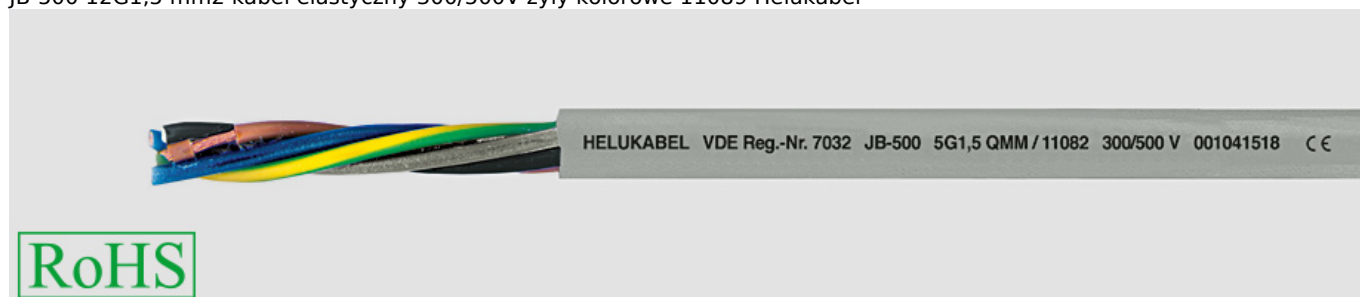 JB-500 12G1,5 mm2 kabel elastyczny 300/500V żyły kolorowe 11089 Helukabel
HELUKABEL VDE Reg.-Nr. 7032 JB-500 5G1,5 QMM / 11082 300/500 V 001041518 CE
RoHS